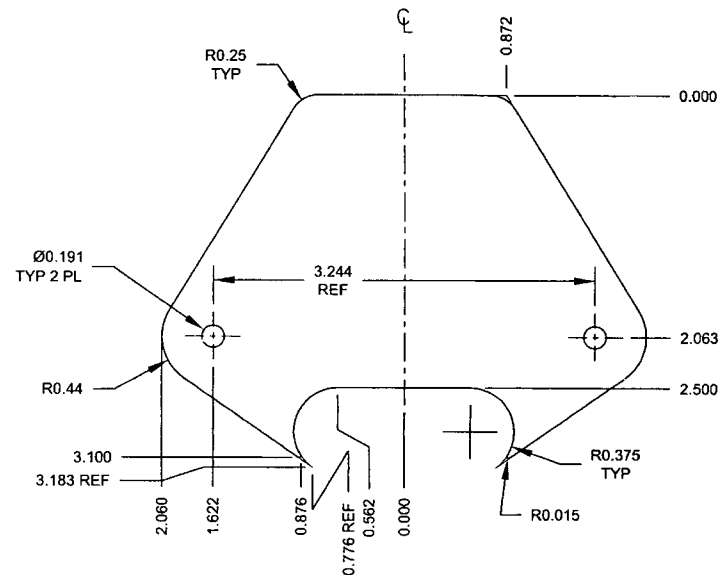 ℄
0.872
R0.25
TYP
0.000
Ø0.191
TYP 2 PL
3.244
REF
2.063
R0.44
2.500
3.100
3.183 REF
R0.375
TYP
R0.015
2.060
1.622
0.876
0.776 REF
0.562
0.000